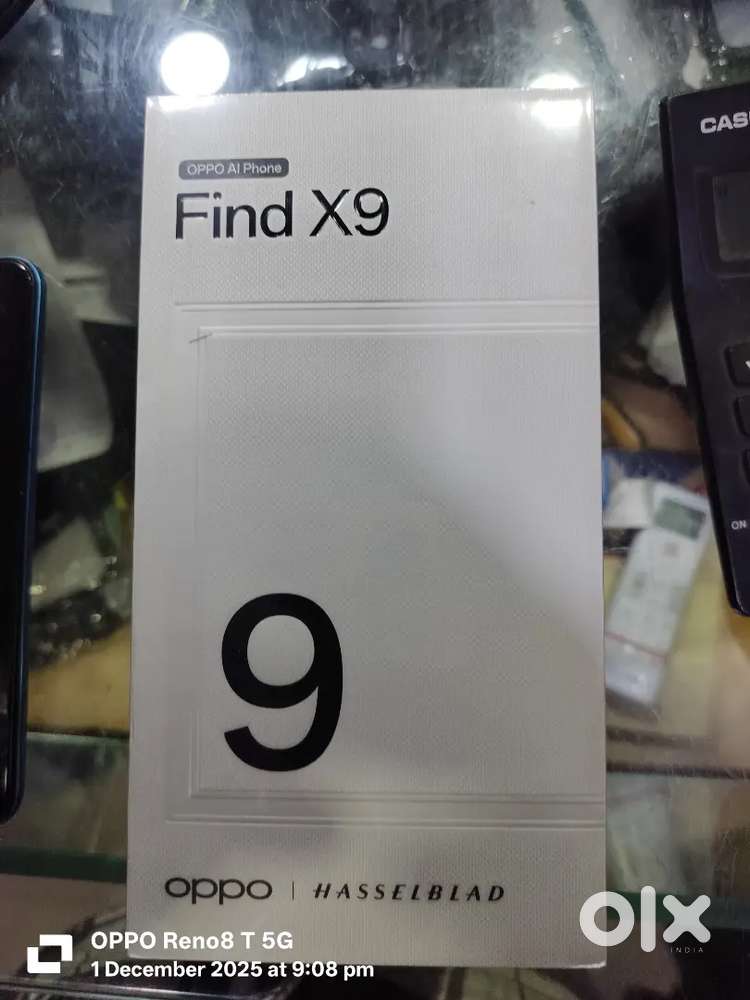 OPPO AI Phone
Find X9
9
oppo | HASSELBLAD
CAS
ON
olx
INDIA
OPPO Reno8 T 5G
1 December 2025 at 9:08 pm